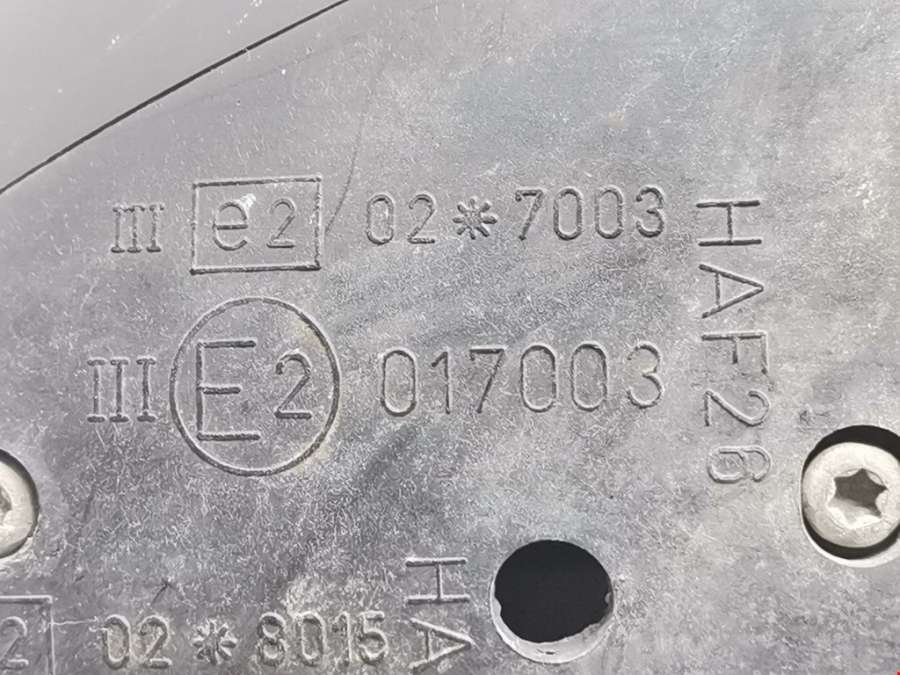 III e2 02*7003
III E2 017003
HAF26
2 02*8015
HA